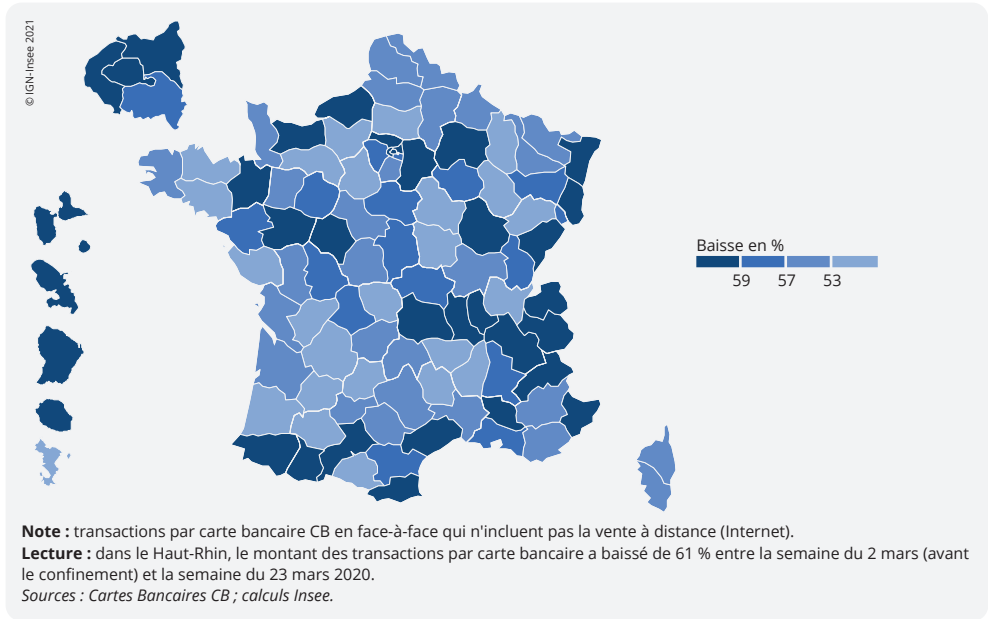 © IGN-Insee 2021
Baisse en %
59 57 53
Note : transactions par carte bancaire CB en face-à-face qui n'incluent pas la vente à distance (Internet).
Lecture : dans le Haut-Rhin, le montant des transactions par carte bancaire a baissé de 61 % entre la semaine du 2 mars (avant
le confinement) et la semaine du 23 mars 2020.
Sources : Cartes Bancaires CB ; calculs Insee.